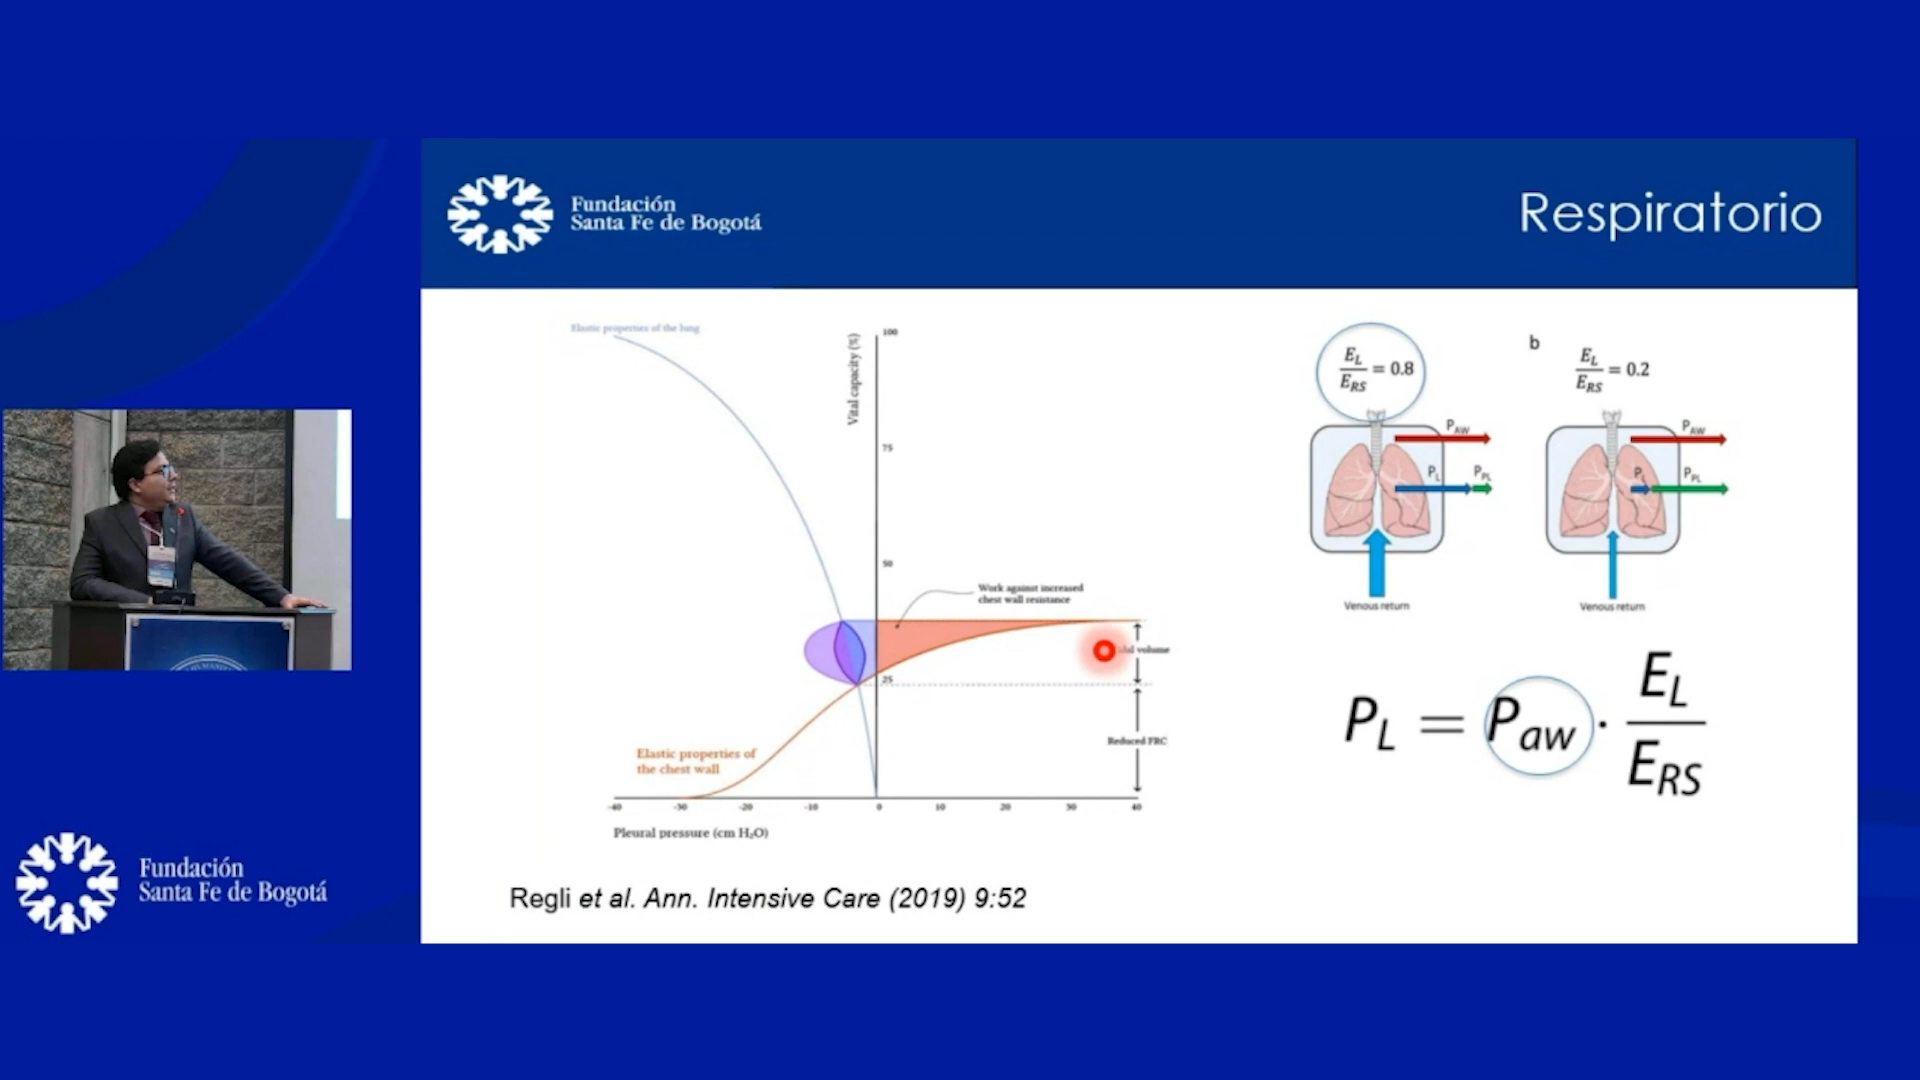 Fundación
Santa Fe de Bogotá
Respiratorio
Elastic properties of the lung
Vital capacity (%)
100
75
50
25
Work against increased
chest wall resistance
volume
Reduced FRC
Elastic properties of
the chest wall
-40 -30 -20 -10 0 10 20 30 40
Pleural pressure (cm H₂O)
Regli et al. Ann. Intensive Care (2019) 9:52
E_L / E_RS = 0.8
P_AW
P_L P_PL
Venous return
b
E_L / E_RS = 0.2
P_AW
P_L P_PL
Venous return
P_L = P_aw · E_L / E_RS
Fundación
Santa Fe de Bogotá